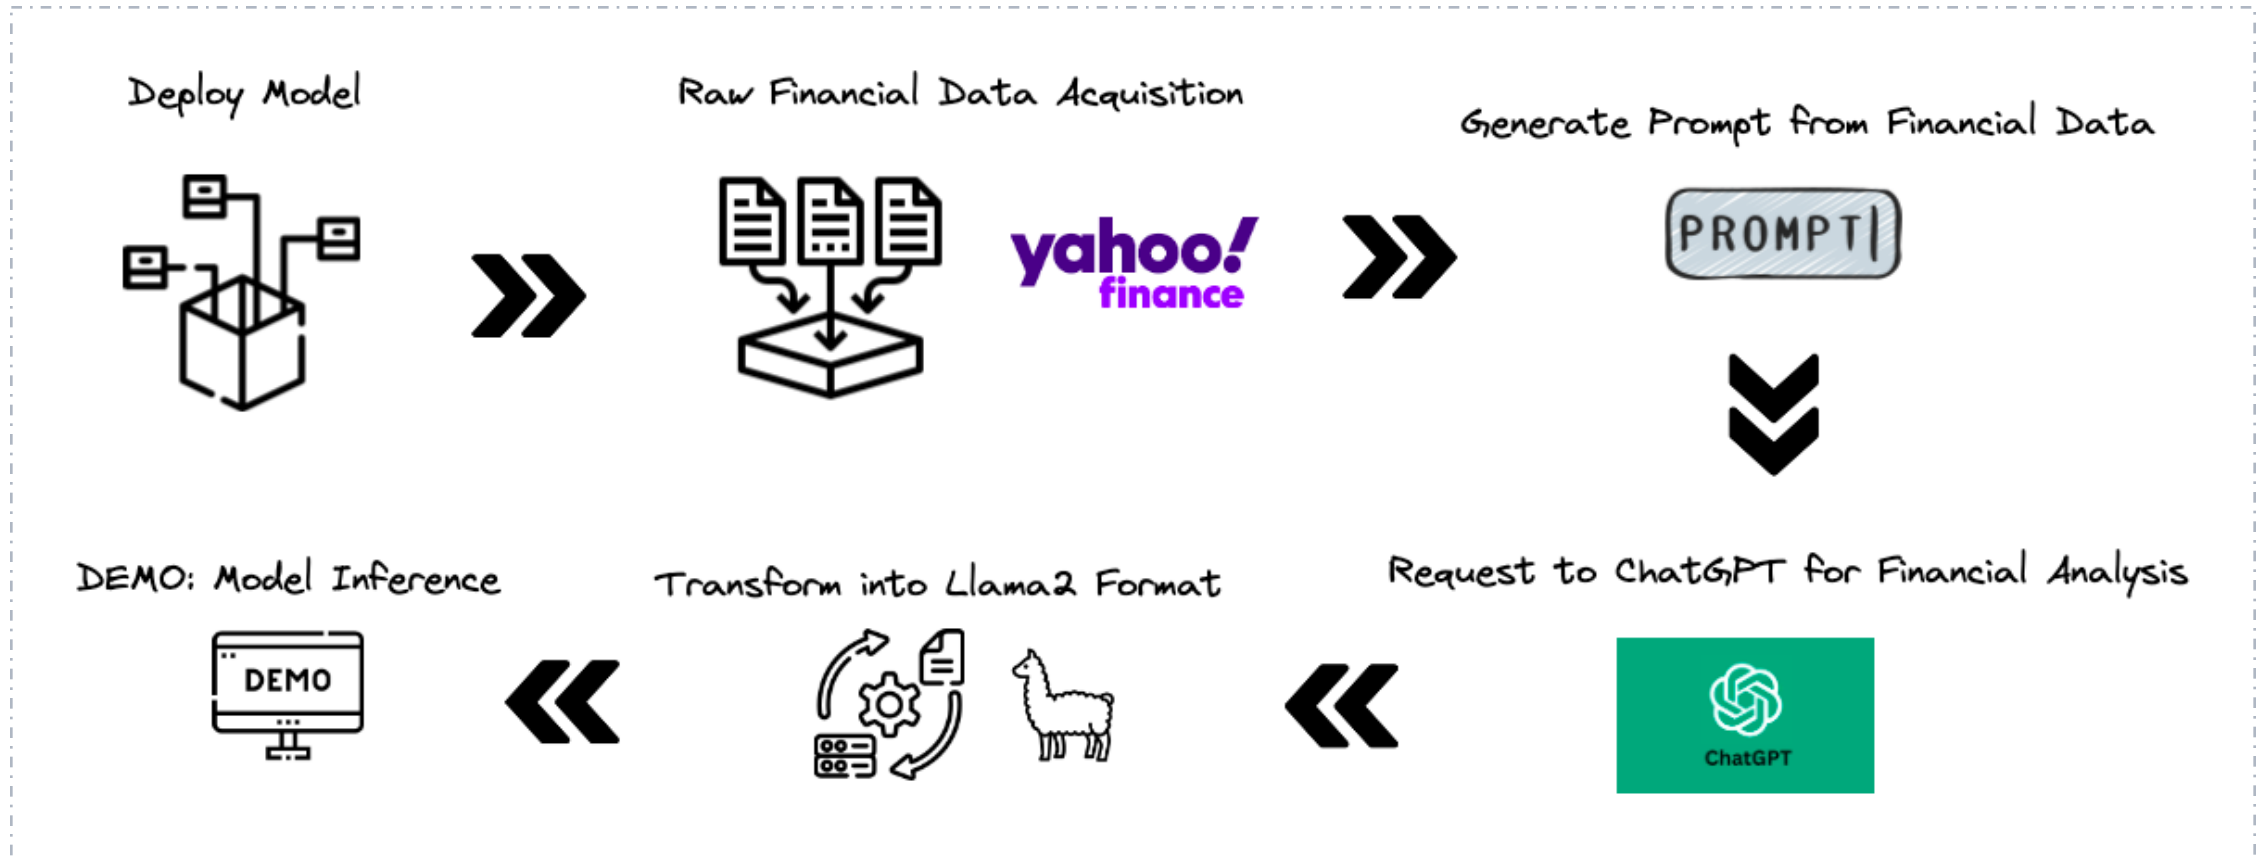 Deploy Model
Raw Financial Data Acquisition
Generate Prompt from Financial Data
yahoo!
finance
PROMPT
DEMO: Model Inference
Transform into Llama2 Format
Request to ChatGPT for Financial Analysis
DEMO
ChatGPT